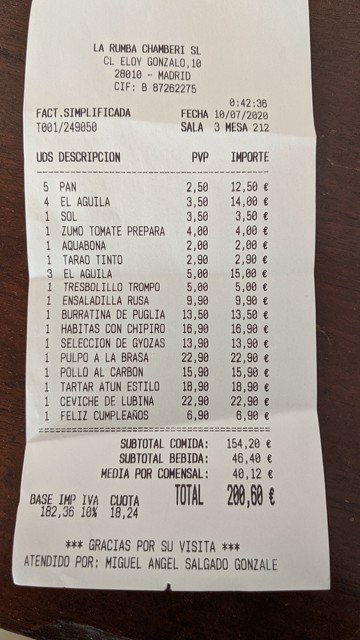 LA RUMBA CHAMBERI SL
CL ELOY GONZALO,10
28010 - MADRID
CIF: B 87262275
0:42:36
FACT.SIMPLIFICADA FECHA 10/07/2020
T001/249050 SALA 3 MESA 212
UDS DESCRIPCION PVP IMPORTE
5 PAN 2,50 12,50 €
4 EL AGUILA 3,50 14,00 €
1 SOL 3,50 3,50 €
1 ZUMO TOMATE PREPARA 4,00 4,00 €
1 AQUABONA 2,00 2,00 €
1 TARAO TINTO 2,90 2,90 €
3 EL AGUILA 5,00 15,00 €
1 TRESBOLILLO TROMPO 5,00 5,00 €
1 ENSALADILLA RUSA 9,90 9,90 €
1 BURRATINA DE PUGLIA 13,50 13,50 €
1 HABITAS CON CHIPIRO 16,90 16,90 €
1 SELECCION DE GYOZAS 13,90 13,90 €
1 PULPO A LA BRASA 22,90 22,90 €
1 POLLO AL CARBON 15,90 15,90 €
1 TARTAR ATUN ESTILO 18,90 18,90 €
1 CEVICHE DE LUBINA 22,90 22,90 €
1 FELIZ CUMPLEAÑOS 6,90 6,90 €
SUBTOTAL COMIDA: 154,20 €
SUBTOTAL BEBIDA: 46,40 €
MEDIA POR COMENSAL: 40,12 €
BASE IMP IVA CUOTA TOTAL 200,60 €
182,36 10% 18,24
*** GRACIAS POR SU VISITA ***
ATENDIDO POR: MIGUEL ANGEL SALGADO GONZALE